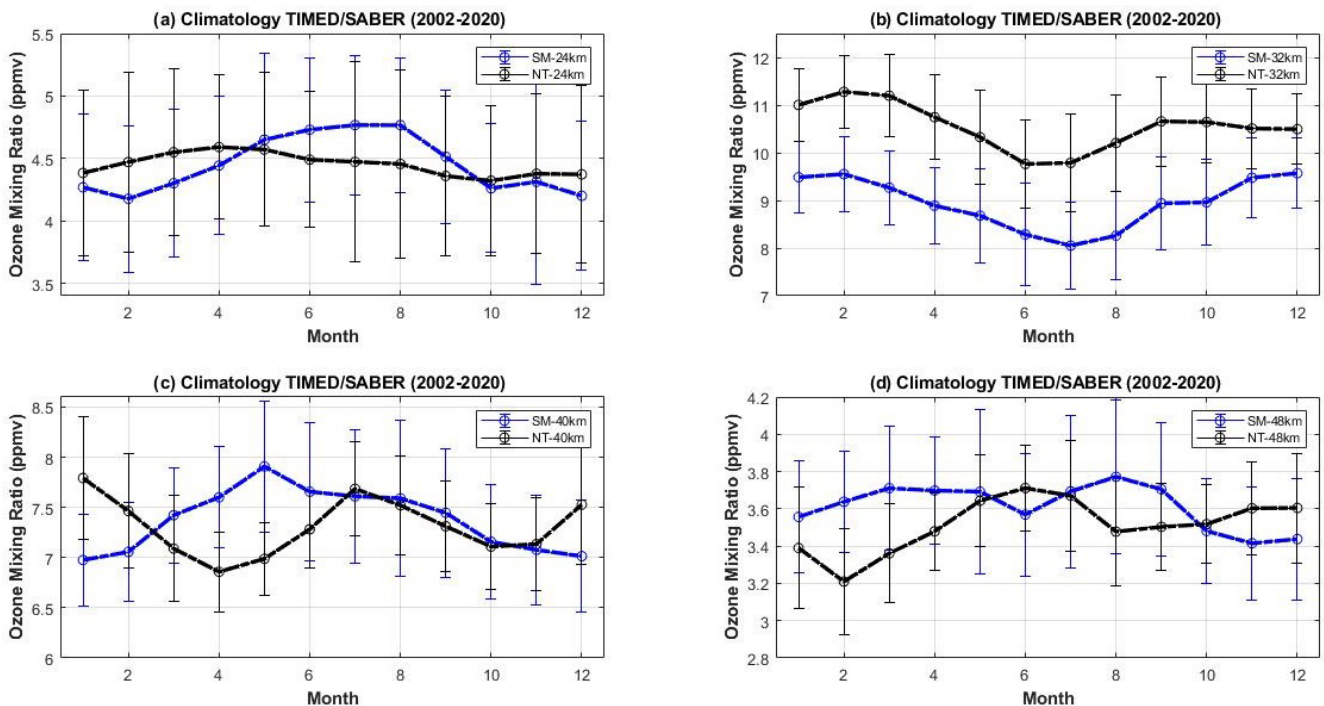 (a) Climatology TIMED/SABER (2002-2020)
Ozone Mixing Ratio (ppmv)
5.5
5
4.5
4
3.5
SM-24km
NT-24km
2 4 6 8 10 12
Month
(b) Climatology TIMED/SABER (2002-2020)
Ozone Mixing Ratio (ppmv)
12
11
10
9
8
7
SM-32km
NT-32km
2 4 6 8 10 12
Month
(c) Climatology TIMED/SABER (2002-2020)
Ozone Mixing Ratio (ppmv)
8.5
8
7.5
7
6.5
6
SM-40km
NT-40km
2 4 6 8 10 12
Month
(d) Climatology TIMED/SABER (2002-2020)
Ozone Mixing Ratio (ppmv)
4.2
4
3.8
3.6
3.4
3.2
3
2.8
SM-48km
NT-48km
2 4 6 8 10 12
Month